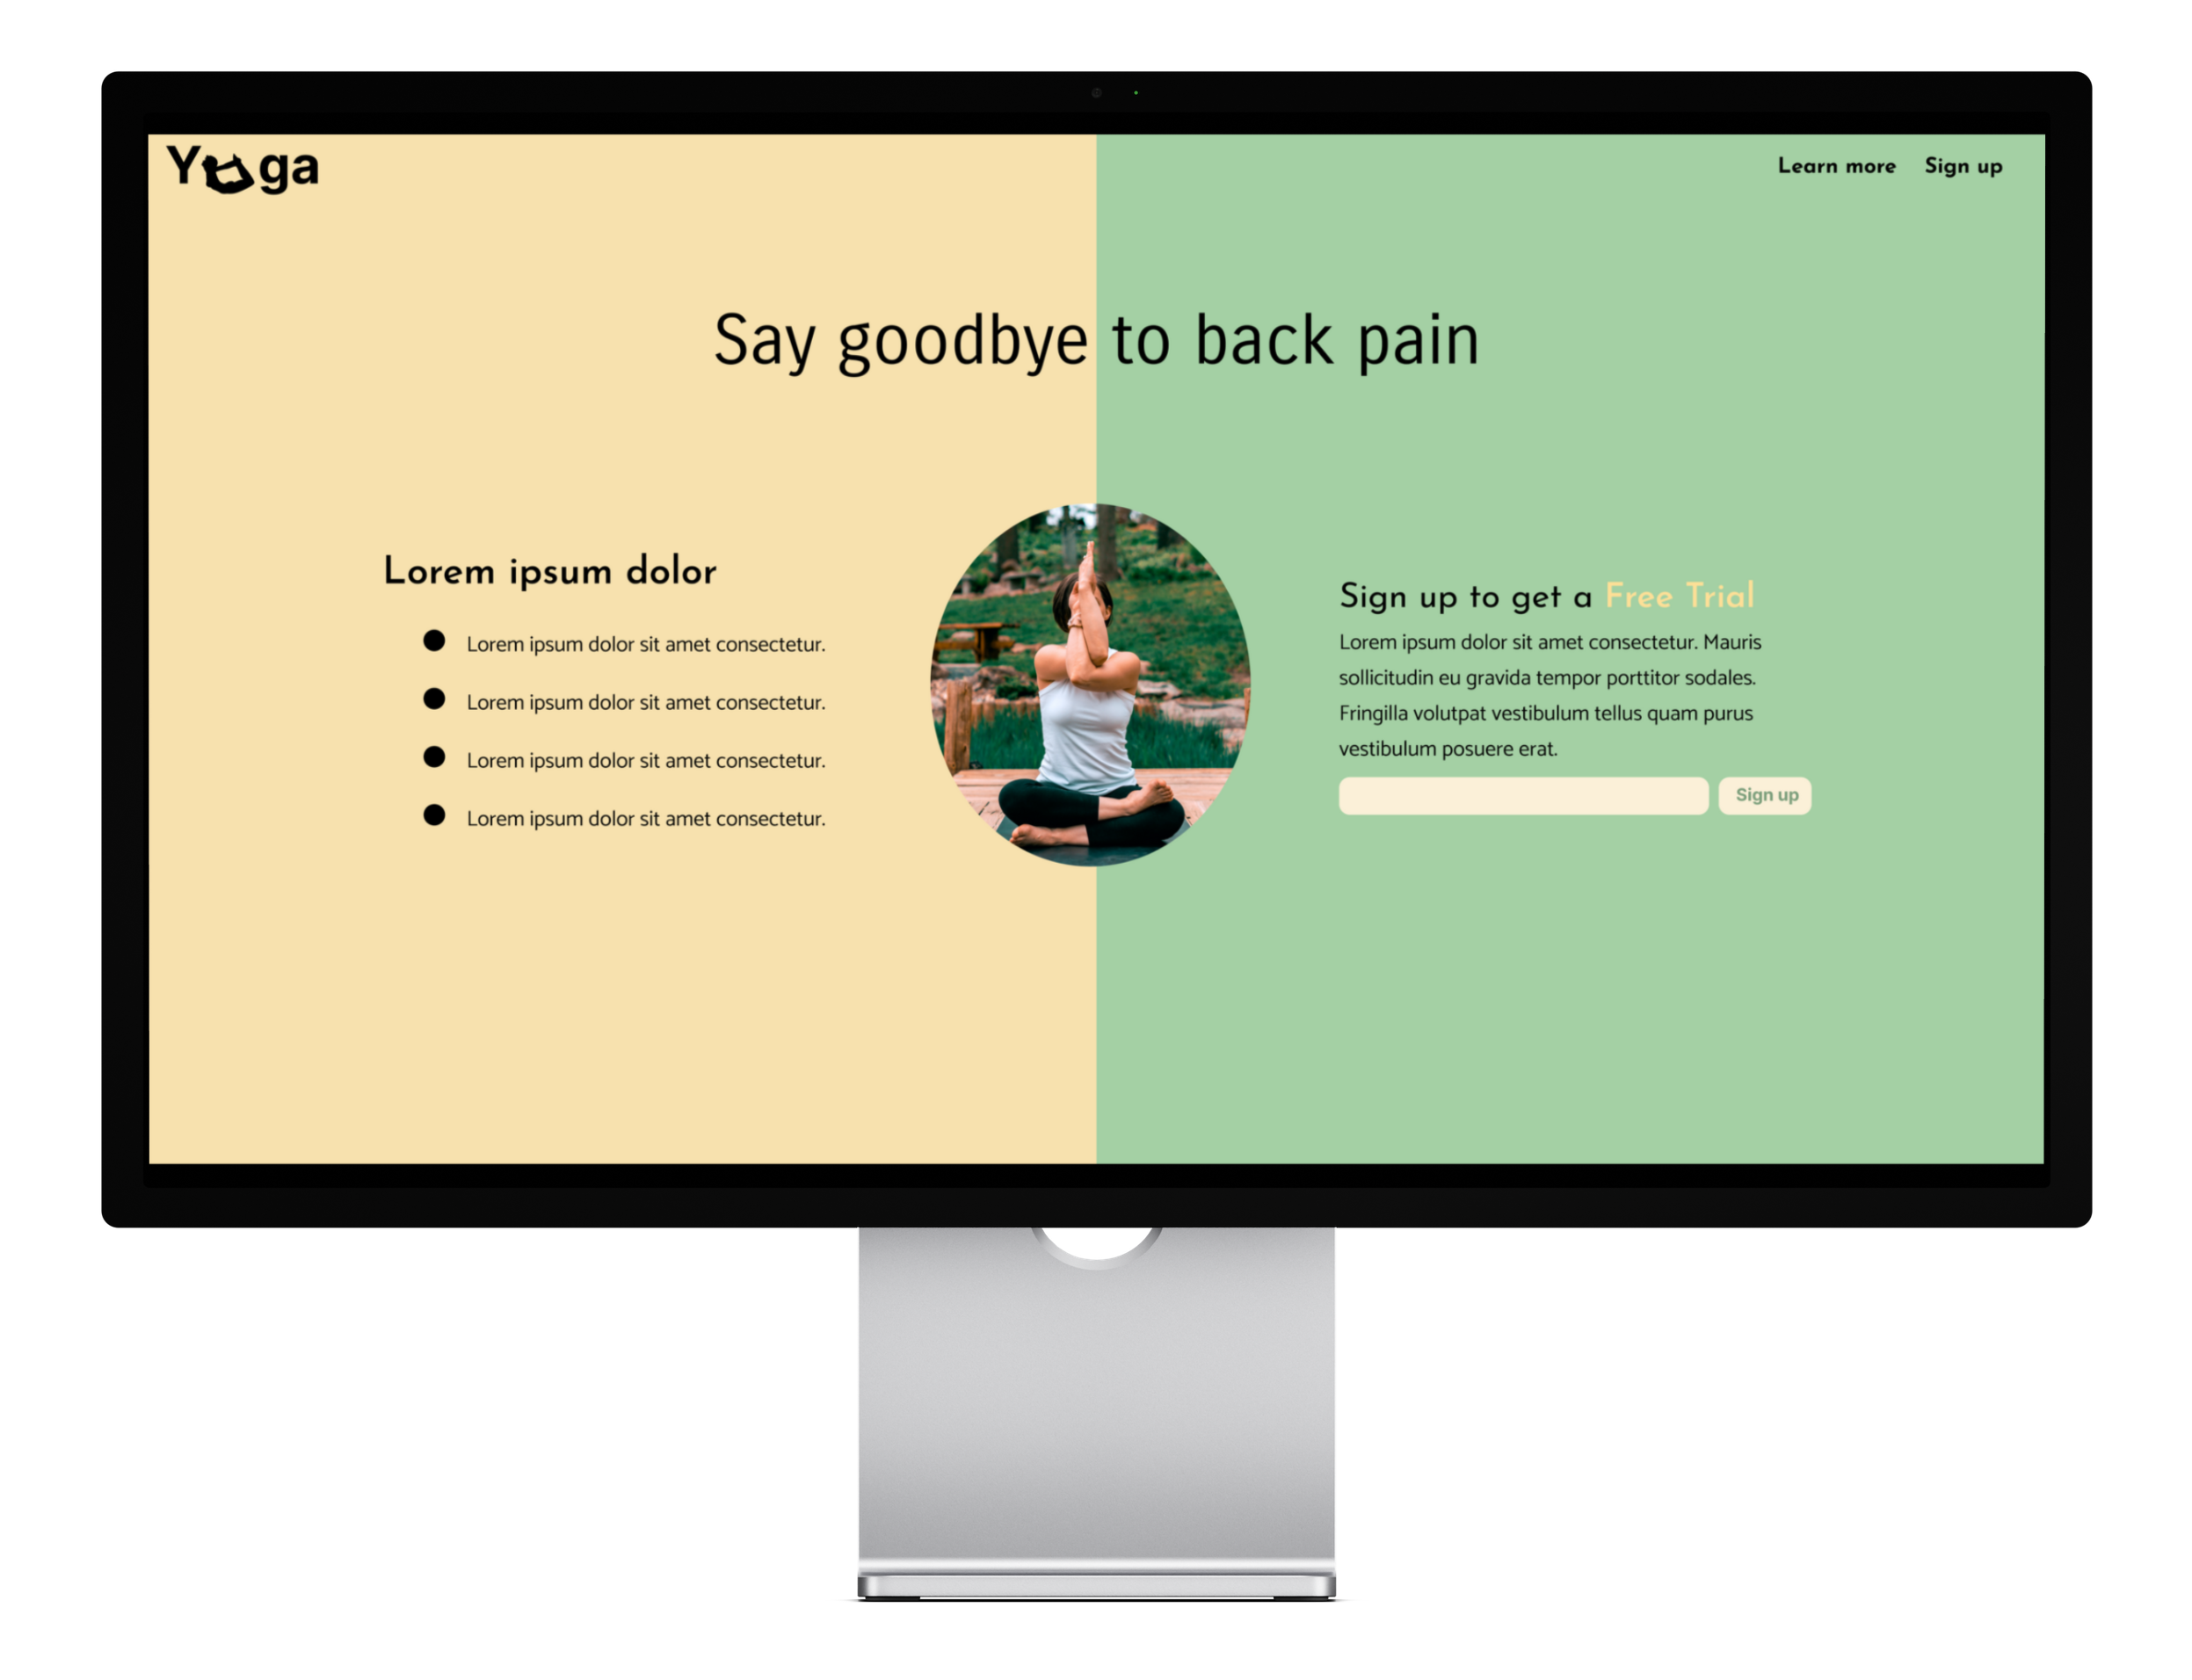 Yoga
Learn more
Sign up
Say goodbye to back pain
Lorem ipsum dolor
Lorem ipsum dolor sit amet consectetur.
Lorem ipsum dolor sit amet consectetur.
Lorem ipsum dolor sit amet consectetur.
Lorem ipsum dolor sit amet consectetur.
Sign up to get a Free Trial
Lorem ipsum dolor sit amet consectetur. Mauris
sollicitudin eu gravida tempor porttitor sodales.
Fringilla volutpat vestibulum tellus quam purus
vestibulum posuere erat.
Sign up